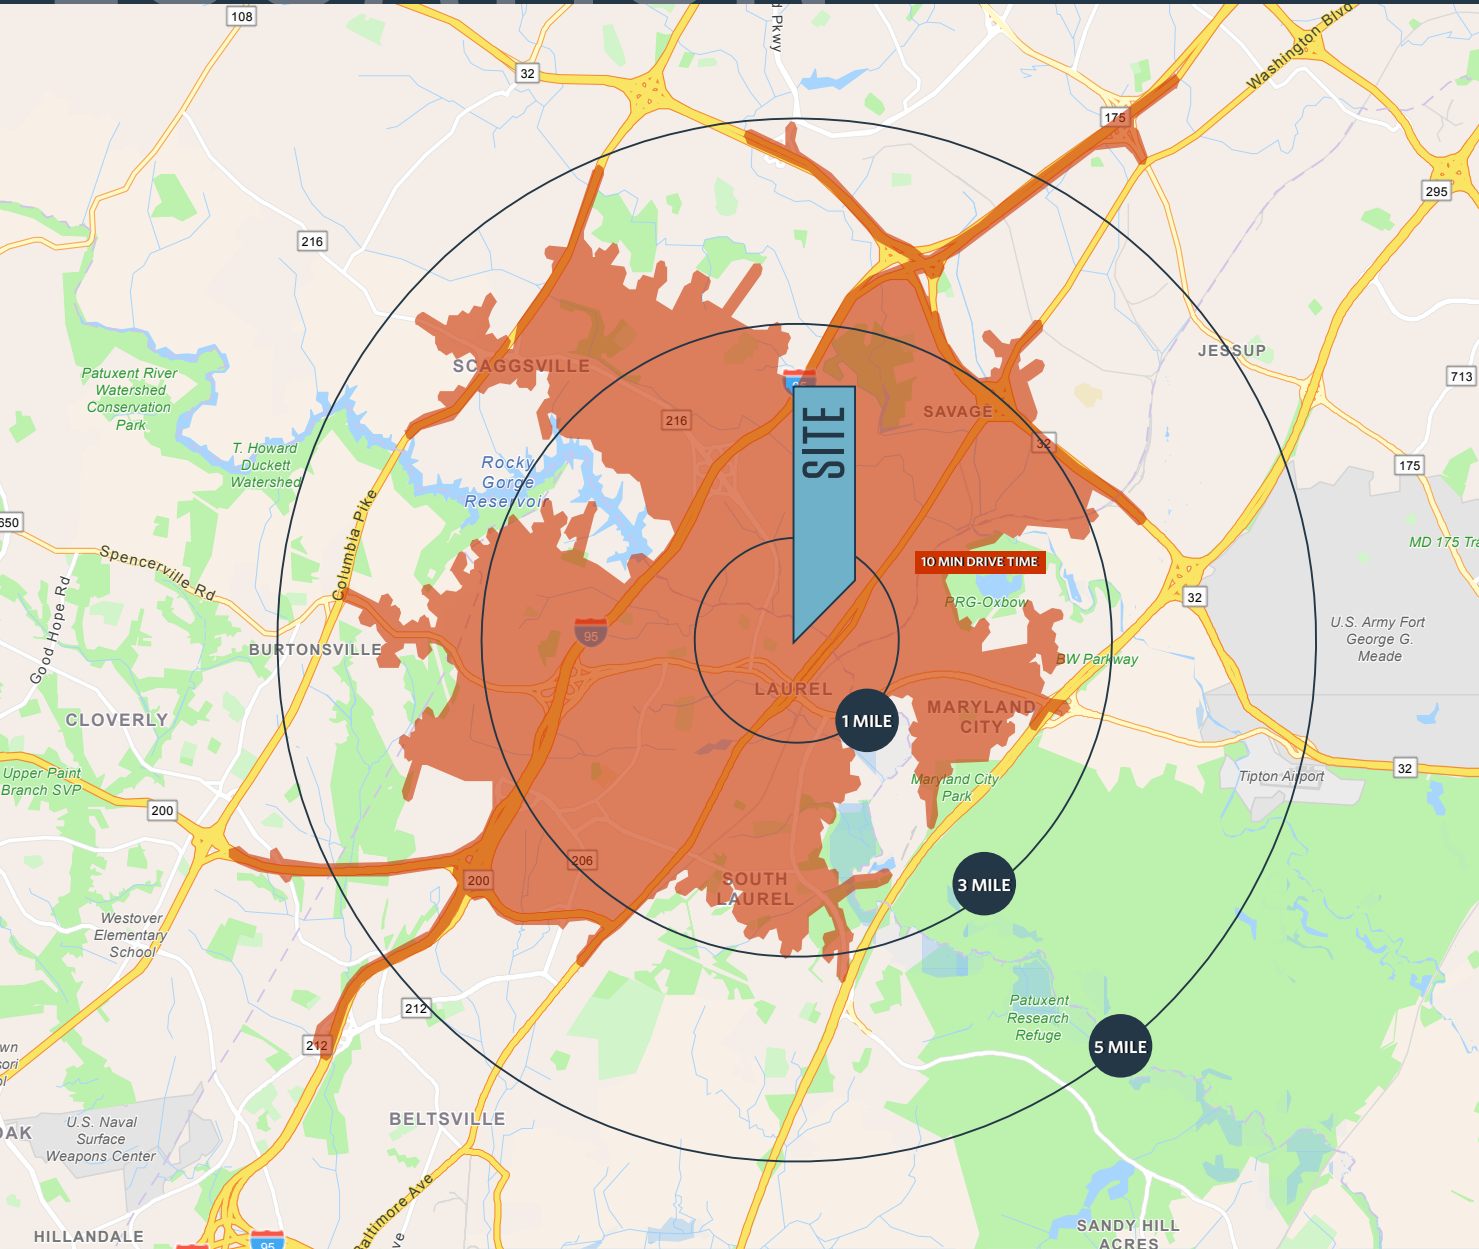 108
d Pkwy
32
Washington Blvd
175
295
216
JESSUP
SCAGGSVILLE
Patuxent River
Watershed
Conservation
Park
713
SITE
216
SAVAGE
32
T. Howard
Duckett
Watershed
Rocky
Gorge
Reservoir
175
650
Columbia Pike
MD 175 Tra
Spencerville Rd
10 MIN DRIVE TIME
Good Hope Rd
PRG-Oxbow
32
U.S. Army Fort
George G.
Meade
95
BURTONSVILLE
BW Parkway
LAUREL
MARYLAND
CITY
CLOVERLY
1 MILE
Upper Paint
Branch SVP
Maryland City
Park
Tipton Airport
32
200
206
200
SOUTH
LAUREL
3 MILE
Westover
Elementary
School
212
Patuxent
Research
Refuge
212
5 MILE
wn
sori
ol
U.S. Naval
Surface
Weapons Center
OAK
BELTSVILLE
Baltimore Ave
ve
HILLANDALE
95
SANDY HILL
ACRES